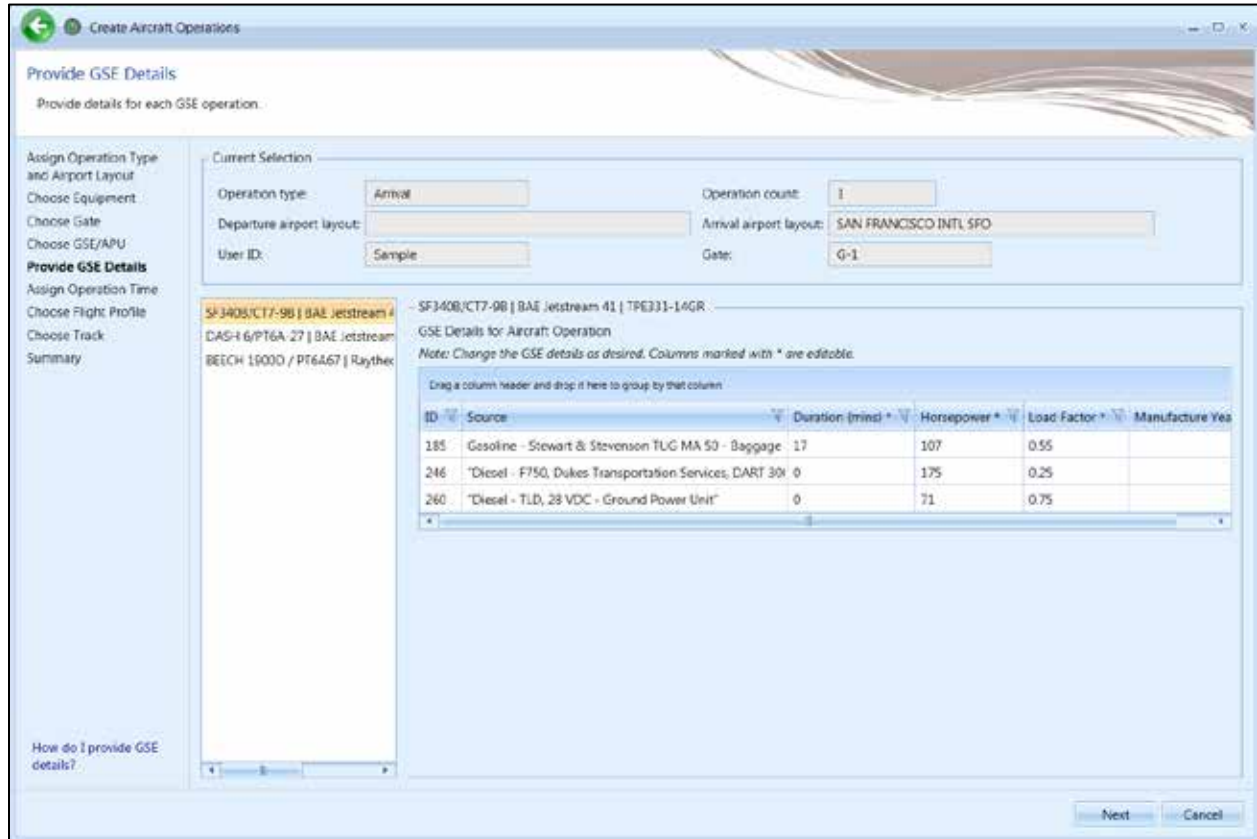 Create Aircraft Operations
Provide GSE Details
Provide details for each GSE operation.
Assign Operation Type
and Airport Layout
Choose Equipment
Choose Gate
Choose GSE/APU
Provide GSE Details
Assign Operation Time
Choose Flight Profile
Choose Track
Summary
How do I provide GSE
details?
Current Selection
Operation type: Arrival Operation count: 1
Departure airport layout: Arrival airport layout: SAN FRANCISCO INTL SFO
User ID: Sample Gate: G-1
SF340B/CT7-9B | BAE Jetstream 4
DASH 6/PT6A-27 | BAE Jetstream
BEECH 1900D / PT6A67 | Raythec
SF340B/CT7-9B | BAE Jetstream 41 | TPE331-14GR
GSE Details for Aircraft Operation
Note: Change the GSE details as desired. Columns marked with * are editable.
Drag a column header and drop it here to group by that column
ID Source Duration (mins) * Horsepower * Load Factor * Manufacture Yea
185 Gasoline - Stewart & Stevenson TUG MA 50 - Baggage 17 107 0.55
246 "Diesel - F750, Dukes Transportation Services, DART 300 0 175 0.25
260 "Diesel - TLD, 28 VDC - Ground Power Unit" 0 71 0.75
Next Cancel